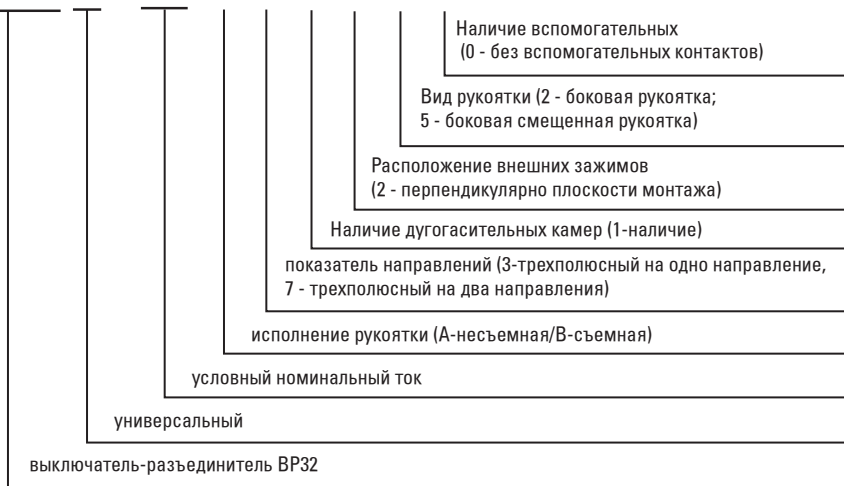 Наличие вспомогательных
(0 - без вспомогательных контактов)
Вид рукоятки (2 - боковая рукоятка;
5 - боковая смещенная рукоятка)
Расположение внешних зажимов
(2 - перпендикулярно плоскости монтажа)
Наличие дугогасительных камер (1-наличие)
показатель направлений (3-трехполюсный на одно направление,
7 - трехполюсный на два направления)
исполнение рукоятки (А-несъемная/В-съемная)
условный номинальный ток
универсальный
выключатель-разъединитель ВР32